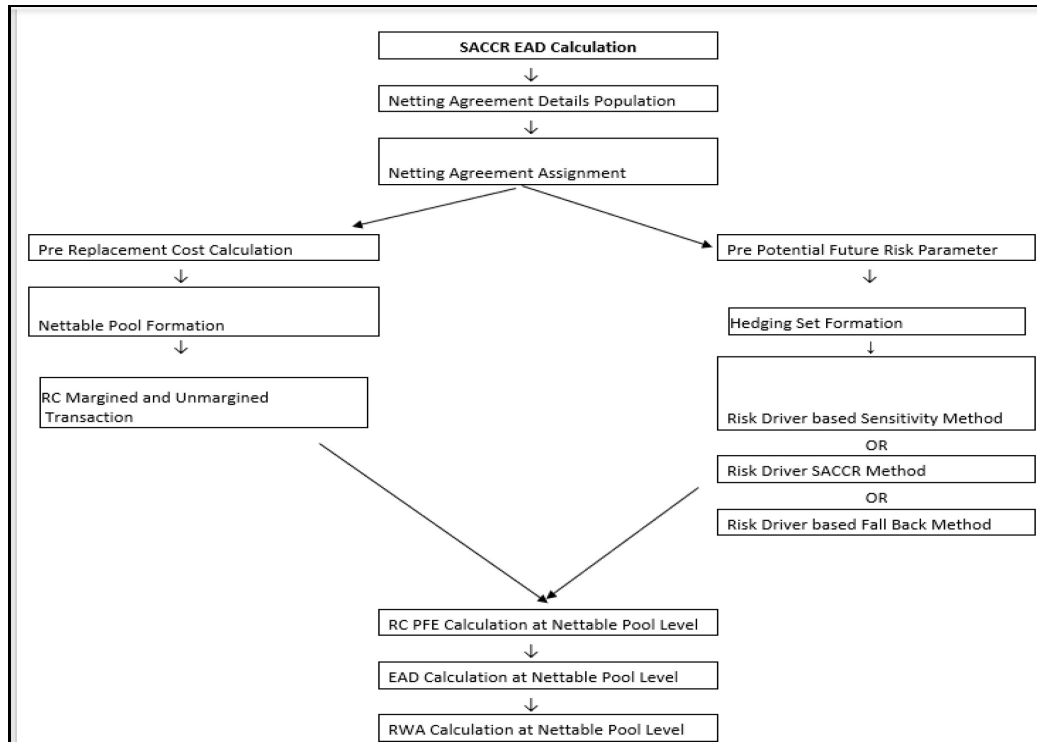 SACCR EAD Calculation
Netting Agreement Details Population
Netting Agreement Assignment
Pre Replacement Cost Calculation
Nettable Pool Formation
RC Margined and Unmargined
Transaction
Pre Potential Future Risk Parameter
Hedging Set Formation
Risk Driver based Sensitivity Method
OR
Risk Driver SACCR Method
OR
Risk Driver based Fall Back Method
RC PFE Calculation at Nettable Pool Level
EAD Calculation at Nettable Pool Level
RWA Calculation at Nettable Pool Level